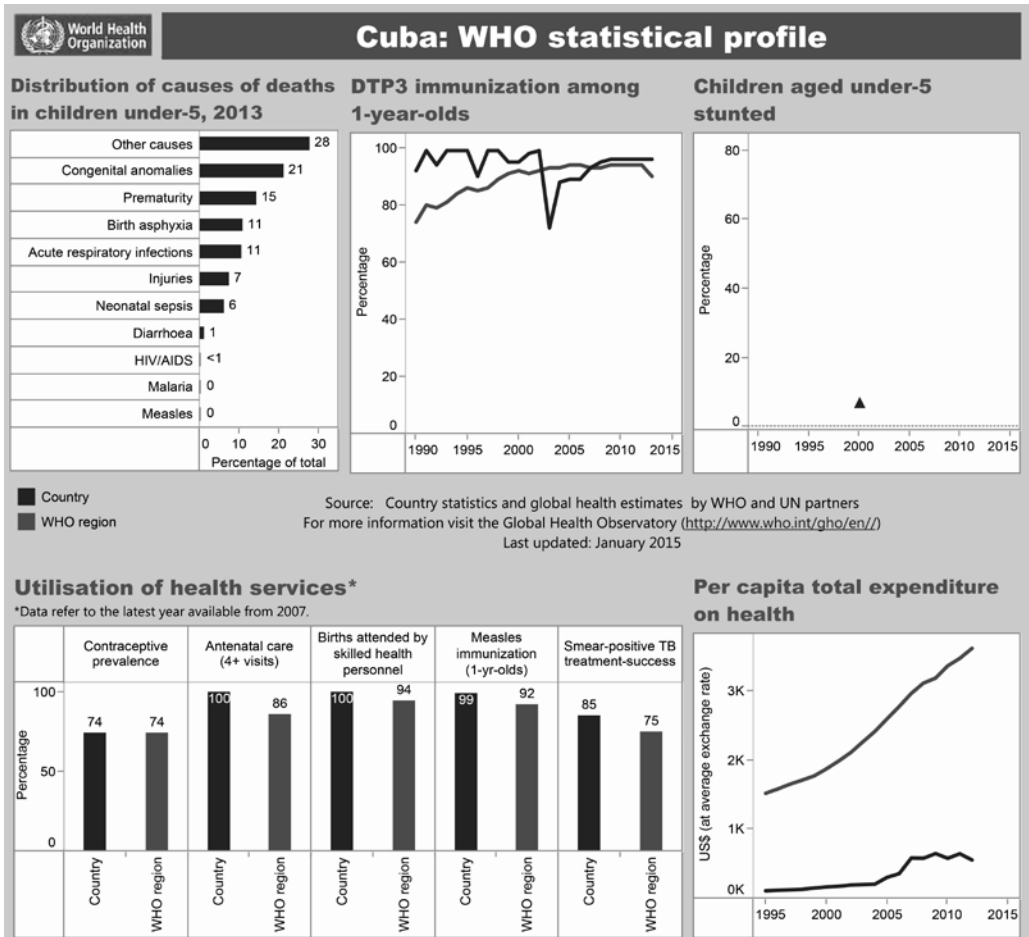 World Health
Organization
Cuba: WHO statistical profile
Distribution of causes of deaths
in children under-5, 2013
Other causes 28
Congenital anomalies 21
Prematurity 15
Birth asphyxia 11
Acute respiratory infections 11
Injuries 7
Neonatal sepsis 6
Diarrhoea 1
HIV/AIDS <1
Malaria 0
Measles 0
0 10 20 30
Percentage of total
DTP3 immunization among
1-year-olds
Percentage
100
80
60
40
20
0
1990 1995 2000 2005 2010 2015
Children aged under-5
stunted
Percentage
80
60
40
20
0
1990 1995 2000 2005 2010 2015
Country
WHO region
Source: Country statistics and global health estimates by WHO and UN partners
For more information visit the Global Health Observatory (http://www.who.int/gho/en//)
Last updated: January 2015
Utilisation of health services*
*Data refer to the latest year available from 2007.
Percentage
100
50
0
Contraceptive
prevalence
74 74
Country WHO region
Antenatal care
(4+ visits)
100 86
Country WHO region
Births attended by
skilled health
personnel
100 94
Country WHO region
Measles
immunization
(1-yr-olds)
99 92
Country WHO region
Smear-positive TB
treatment-success
85 75
Country WHO region
Per capita total expenditure
on health
US$ (at average exchange rate)
3K
2K
1K
0K
1995 2000 2005 2010 2015